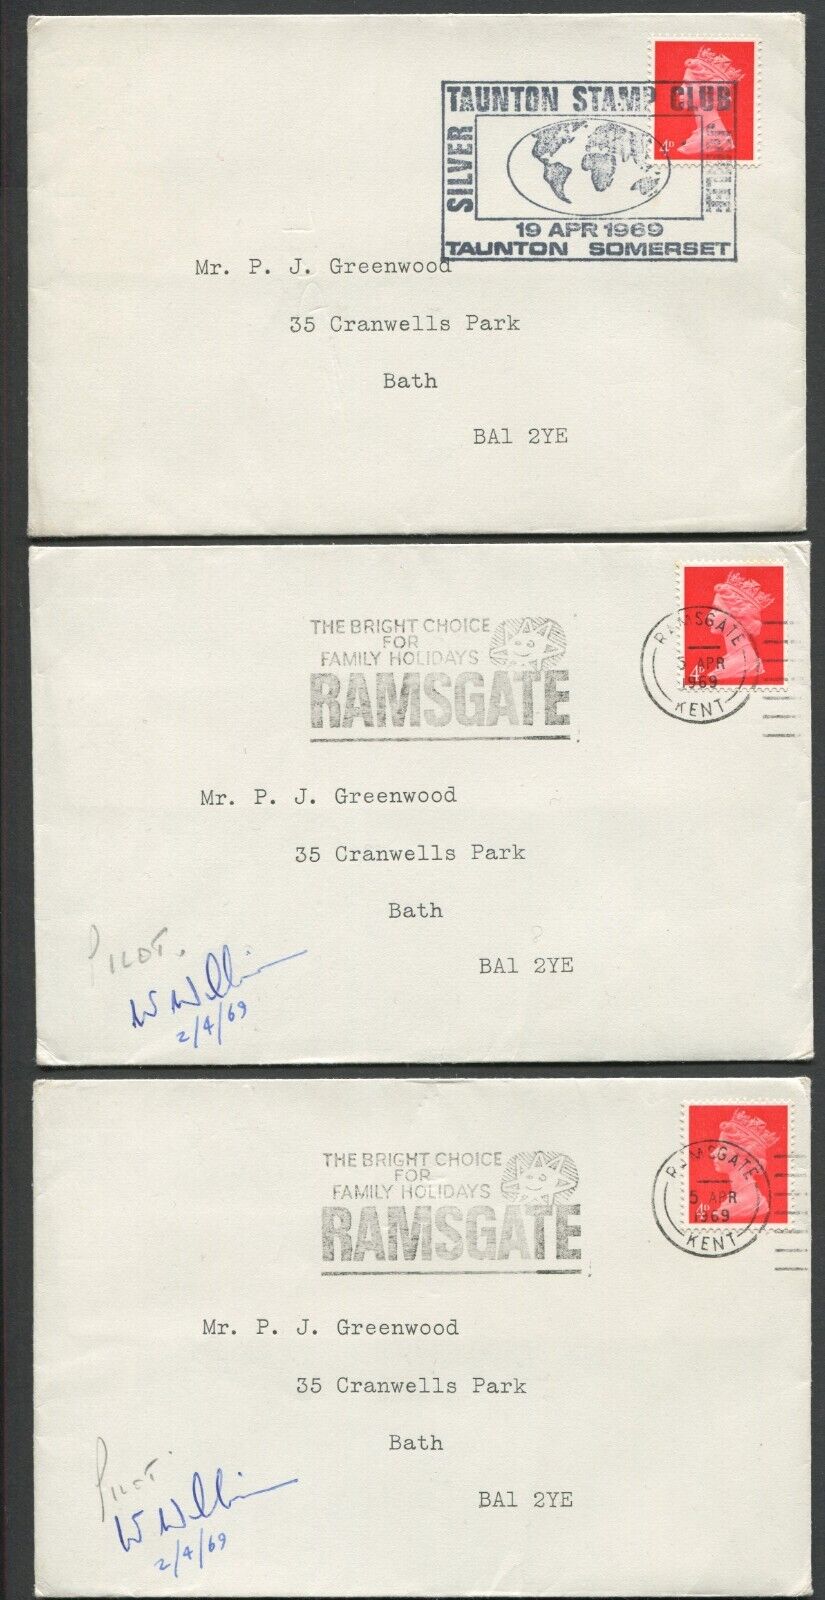 TAUNTON STAMP CLUB
SILVER
JUBILEE
4D
19 APR 1969
TAUNTON SOMERSET
Mr. P. J. Greenwood
35 Cranwells Park
Bath
BA1 2YE
THE BRIGHT CHOICE
FOR
FAMILY HOLIDAYS
RAMSGATE
RAMSGATE
APR
1969
KENT
4D
Mr. P. J. Greenwood
35 Cranwells Park
Bath
BA1 2YE
PILOT.
2/4/69
THE BRIGHT CHOICE
FOR
FAMILY HOLIDAYS
RAMSGATE
RAMSGATE
5 APR
1969
KENT
4D
Mr. P. J. Greenwood
35 Cranwells Park
Bath
BA1 2YE
PILOT.
2/4/69